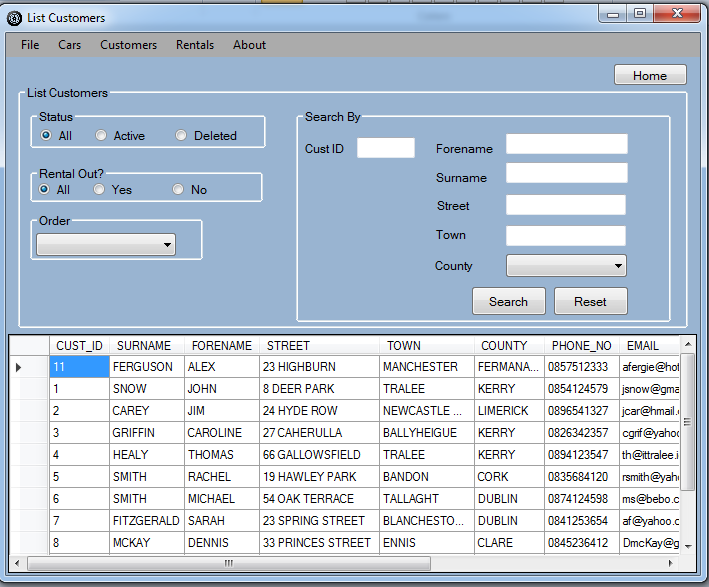 List Customers
File Cars Customers Rentals About
Home
List Customers
Status
All Active Deleted
Rental Out?
All Yes No
Order
Search By
Cust ID
Forename
Surname
Street
Town
County
Search Reset
CUST_ID SURNAME FORENAME STREET TOWN COUNTY PHONE_NO EMAIL
11 FERGUSON ALEX 23 HIGHBURN MANCHESTER FERMANA... 0857512333 afergie@hot
1 SNOW JOHN 8 DEER PARK TRALEE KERRY 0854124579 jsnow@gma
2 CAREY JIM 24 HYDE ROW NEWCASTLE ... LIMERICK 0896541327 jcar@hmail.c
3 GRIFFIN CAROLINE 27 CAHERULLA BALLYHEIGUE KERRY 0826342357 cgrif@yahoo
4 HEALY THOMAS 66 GALLOWSFIELD TRALEE KERRY 0894123547 th@ittralee.i
5 SMITH RACHEL 19 HAWLEY PARK BANDON CORK 0835684120 rsmith@yah
6 SMITH MICHAEL 54 OAK TERRACE TALLAGHT DUBLIN 0874124598 ms@bebo.c
7 FITZGERALD SARAH 23 SPRING STREET BLANCHESTO... DUBLIN 0841253654 af@yahoo.c
8 MCKAY DENNIS 33 PRINCES STREET ENNIS CLARE 0845236412 DmcKay@g